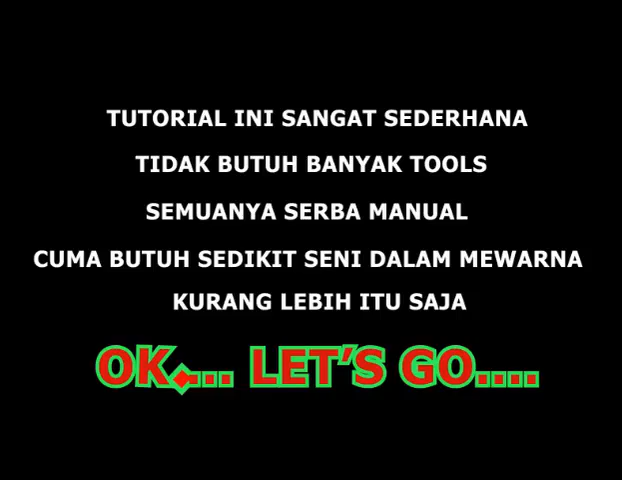 TUTORIAL INI SANGAT SEDERHANA
TIDAK BUTUH BANYAK TOOLS
SEMUANYA SERBA MANUAL
CUMA BUTUH SEDIKIT SENI DALAM MEWARNA
KURANG LEBIH ITU SAJA
OK.... LET'S GO....